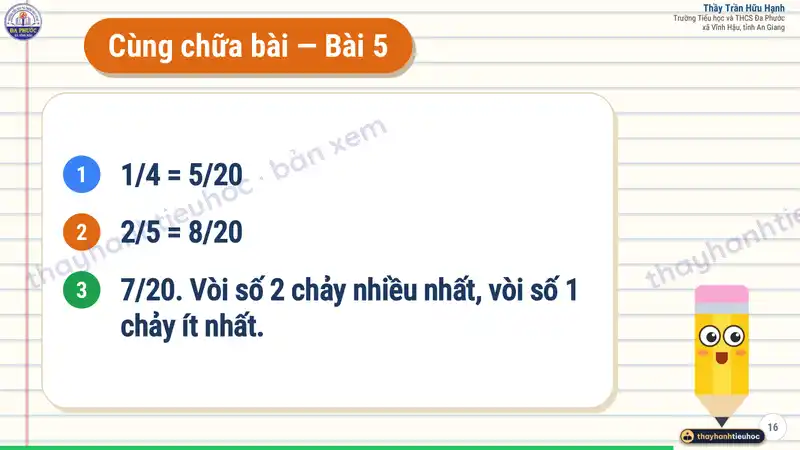 Thầy Trần Hữu Hạnh
Trường Tiểu học và THCS Đa Phước
xã Vĩnh Hậu, tỉnh An Giang
ĐA PHƯỚC
Cùng chữa bài – Bài 5
1 1/4 = 5/20
2 2/5 = 8/20
3 7/20. Vòi số 2 chảy nhiều nhất, vòi số 1
chảy ít nhất.
thayhanhtieuhoc . bản xem
thayhanhtie
16
thayhanhtieuhoc